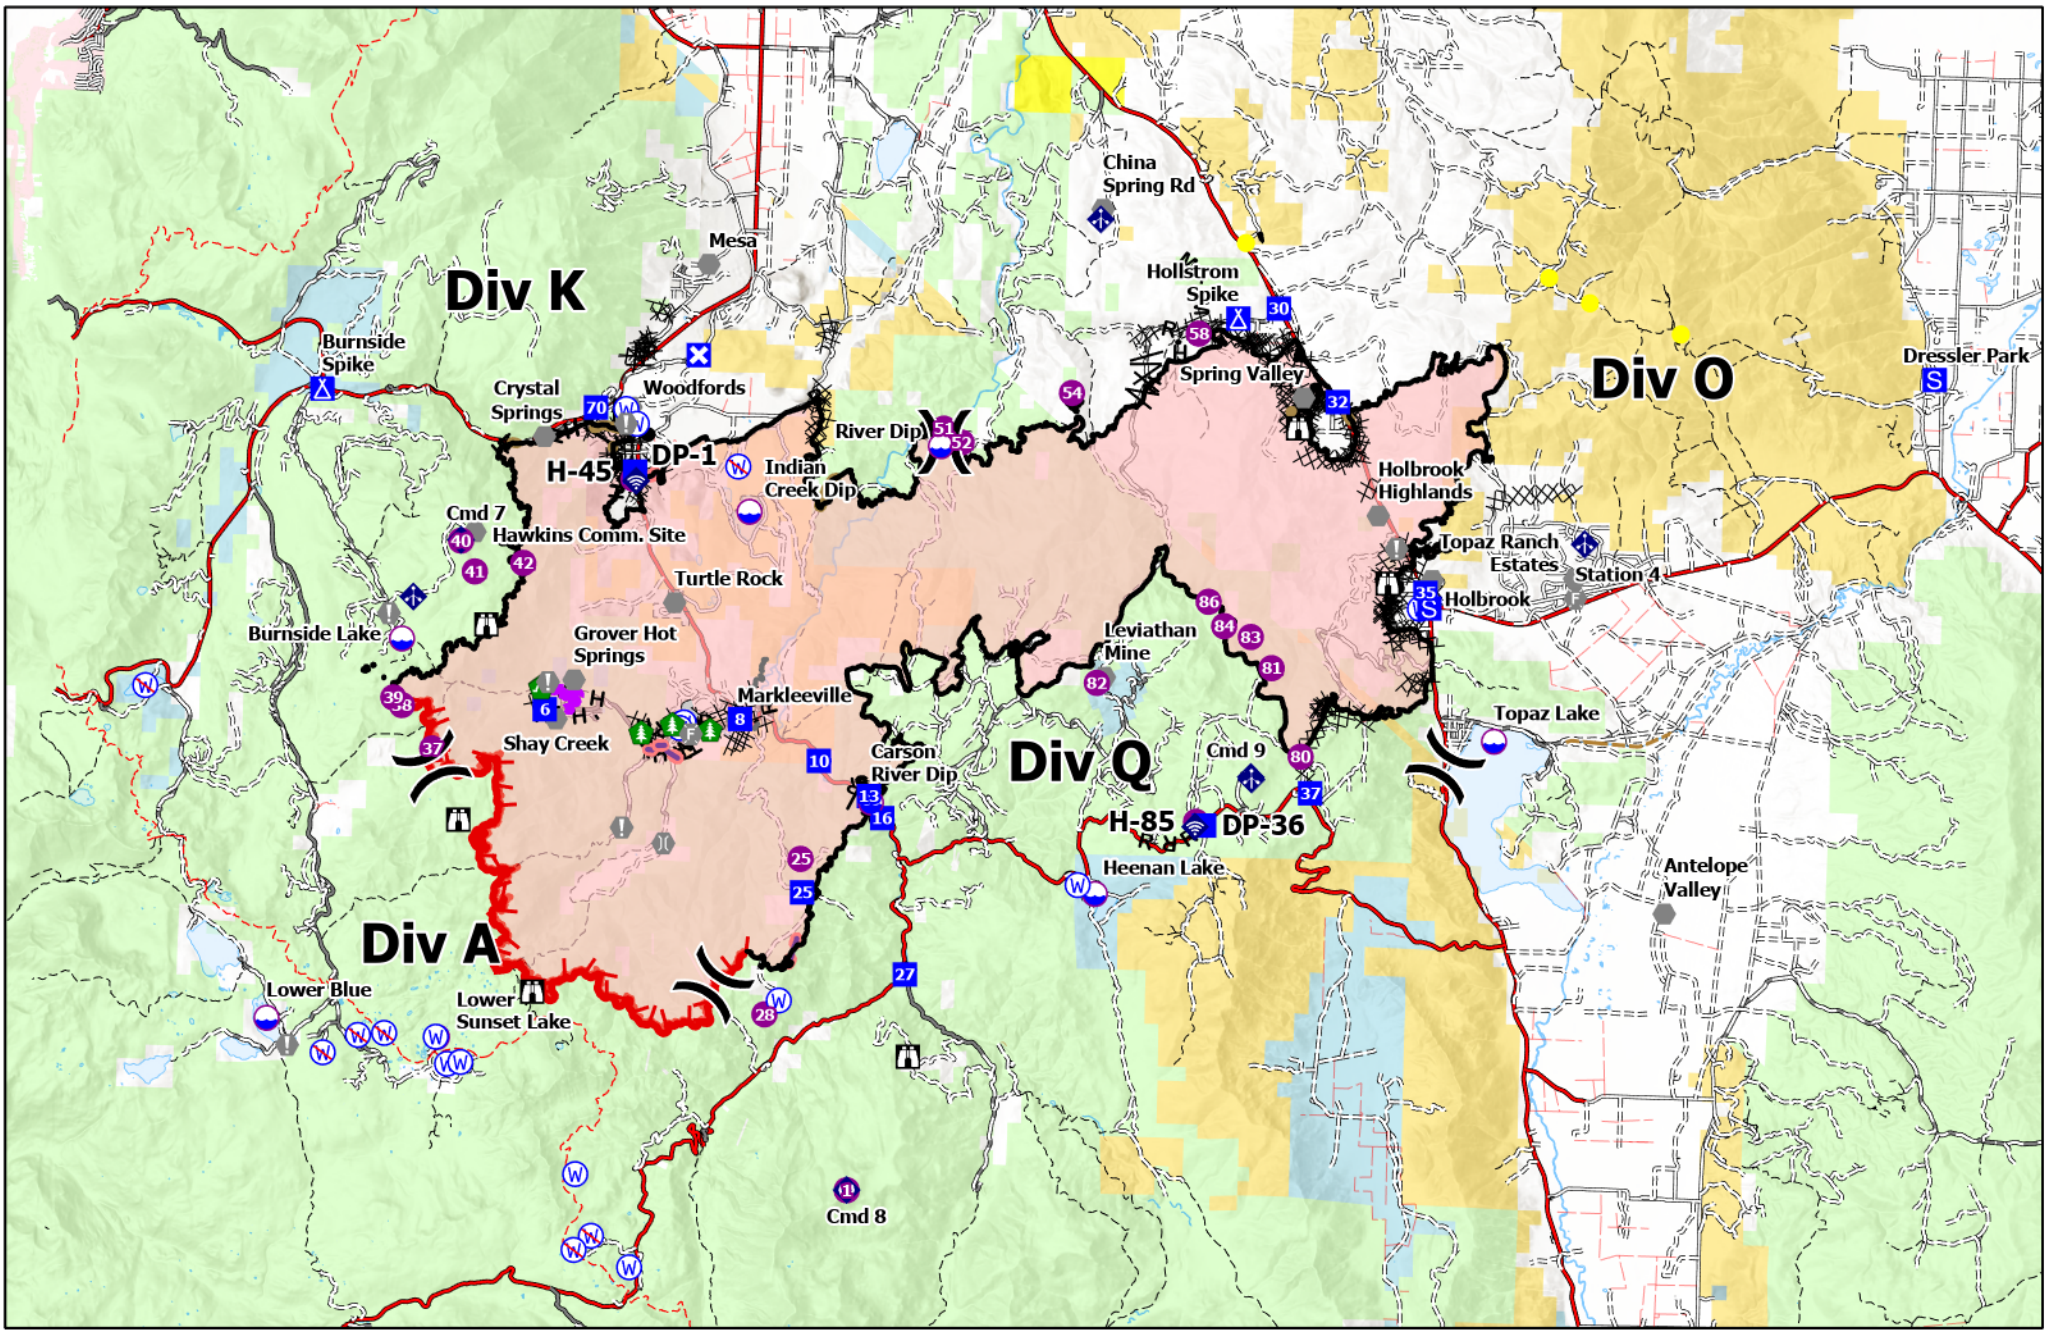 China
Spring Rd
Mesa
Div K
Hollstrom
Spike
30
58
R
H
Burnside
Spike
Div O
Dressler Park
S
Spring Valley
Crystal
Springs
Woodfords
70
W
W
H
54
32
River Dip
51
52
DP-1
H-45
W
Indian
Creek Dip
Holbrook
Highlands
Cmd 7
40
Hawkins Comm. Site
41
42
Topaz Ranch
Estates
Station 4
F
Turtle Rock
35
Holbrook
S
86
84
83
81
Burnside Lake
Grover Hot
Springs
Leviathan
Mine
82
W
39
38
6
H
H
Markleeville
8
H
F
Topaz Lake
37
Shay Creek
10
Carson
River Dip
Div Q
Cmd 9
80
37
13
16
H-85
DP-36
R
R
25
25
Heenan Lake
W
Antelope
Valley
Div A
27
Lower Blue
Lower
Sunset Lake
W
28
W
W
W
W
W
W
W
1
Cmd 8
W
W
W